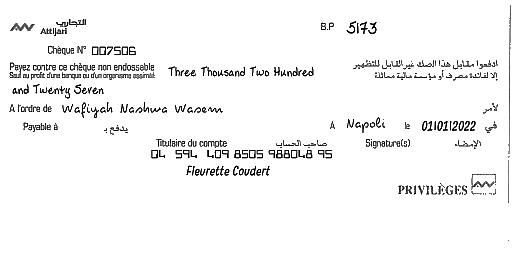 التجاري
Attijari
B.P 5173
Chèque N° 007506
Payez contre ce chèque non endossable
Sauf au profit d'une banque ou d'un organisme assimilé
Three Thousand Two Hundred
ادفعوا مقابل هذا الصك غير القابل للتظهير
إلا لفائدة مصرف أو مؤسسة مالية مماثلة
and Twenty Seven
A l'ordre de Wafiyah Nashwa Wasem لأمر
Payable à يدفع بـ
A Napoli le 01/01/2022 في
Titulaire du compte صاحب الحساب
Signature(s) الإمضاء
04 594 409 8505 988048 95
Fleurette Coudert
PRIVILÈGES